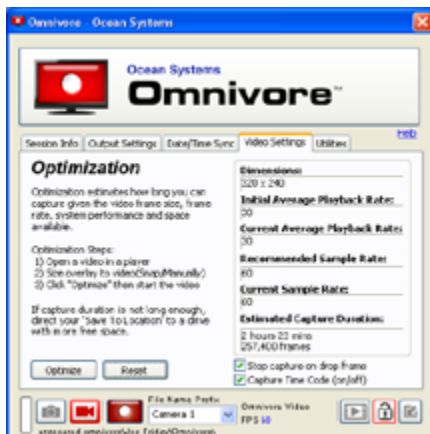 Omnivore - Ocean Systems
Ocean Systems
Omnivore™
Help
Session Info
Output Settings
Date/Time Sync
Video Settings
Utilities
Optimization
Optimization estimates how long you can
capture given the video frame size, frame
rate, system performance and space
available.
Optimization Steps:
1) Open a video in a player
2) Size overlay to video(Snap/Manually)
3) Click "Optimize" then start the video
If capture duration is not long enough,
direct your 'Save To Location' to a drive
with more free space.
Optimize
Reset
Dimensions:
320 x 240
Initial Average Playback Rate:
30
Current Average Playback Rate:
30
Recommended Sample Rate:
60
Current Sample Rate:
60
Estimated Capture Duration:
2 hours 23 mins
257,400 frames
Stop capture on drop frame
Capture Time Code (on/off)
File Name Prefix
Camera 1
Omnivore Video
FPS 60